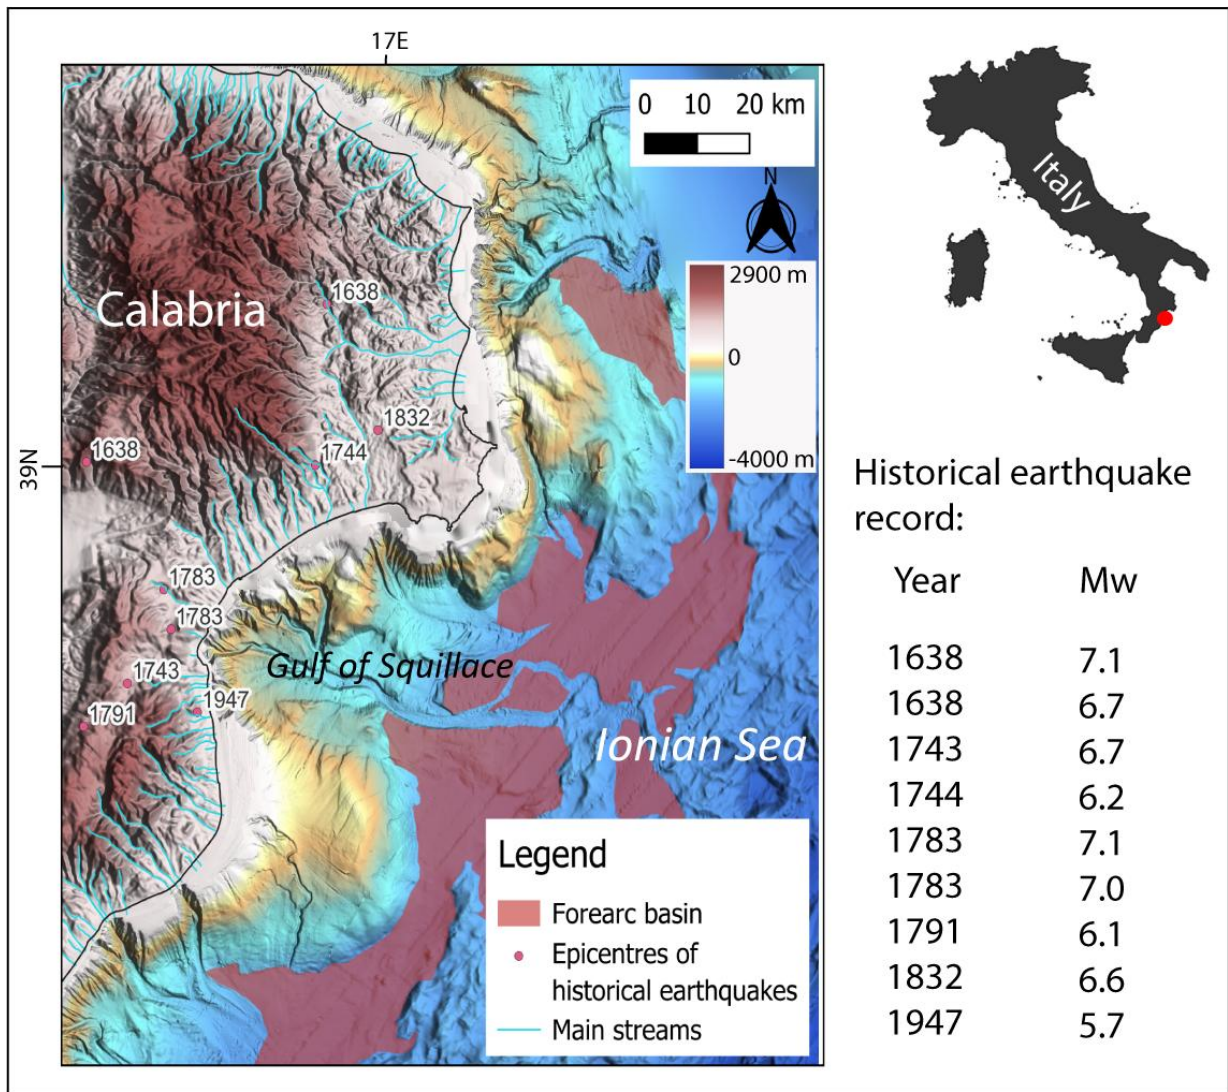 17E
0 10 20 km
N
2900 m
0
-4000 m
Calabria
1638
1832
1638
1744
39N
1783
1783
1743
1947
1791
Gulf of Squillace
Ionian Sea
Legend
Forearc basin
Epicentres of
historical earthquakes
Main streams
Italy
Historical earthquake
record:
Year Mw
1638 7.1
1638 6.7
1743 6.7
1744 6.2
1783 7.1
1783 7.0
1791 6.1
1832 6.6
1947 5.7